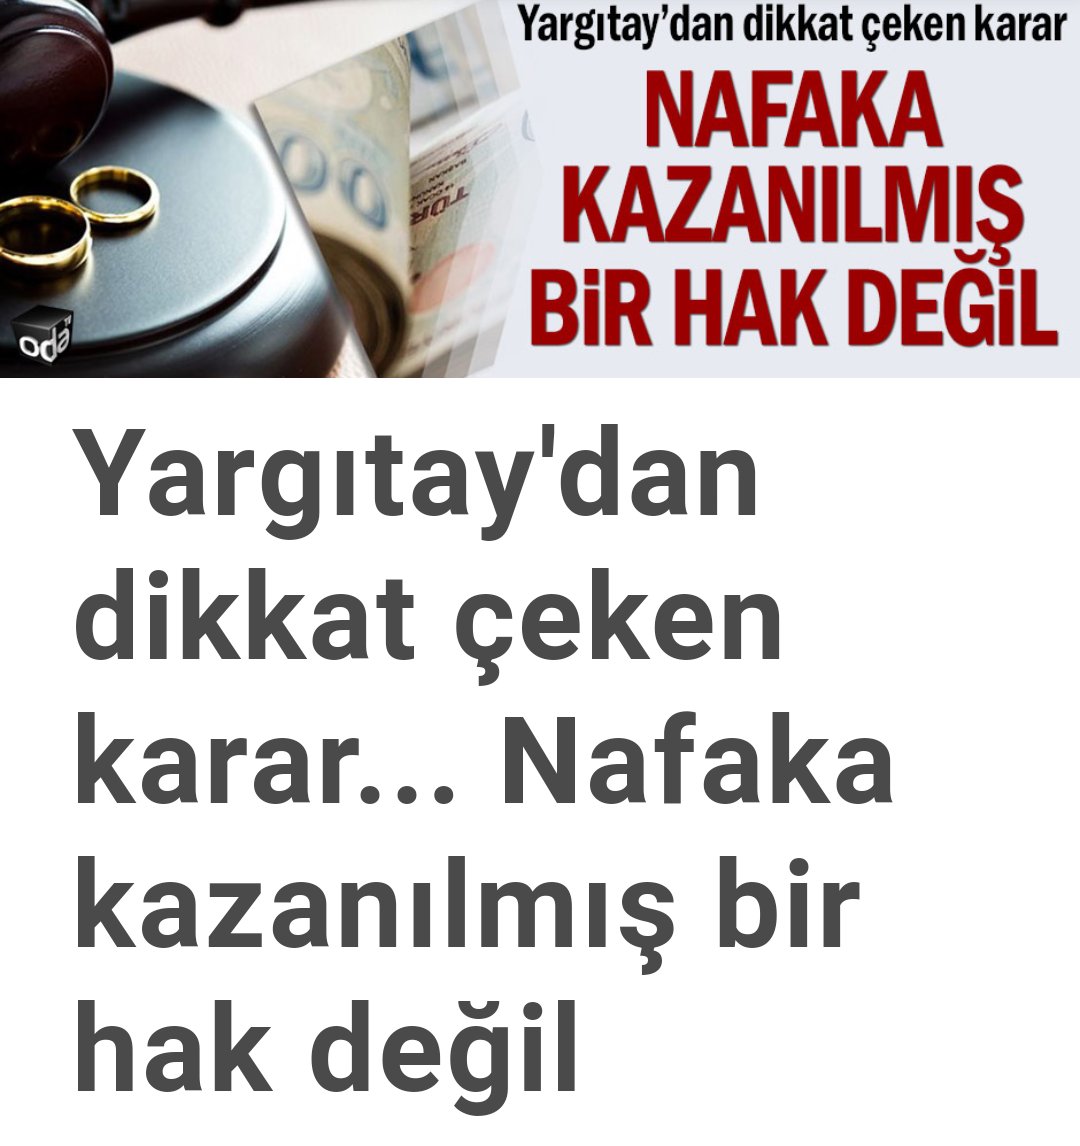 Yargıtay’dan dikkat çeken karar
NAFAKA
KAZANILMIŞ
BİR HAK DEĞİL
oda
Yargıtay'dan
dikkat çeken
karar... Nafaka
kazanılmış bir
hak değil